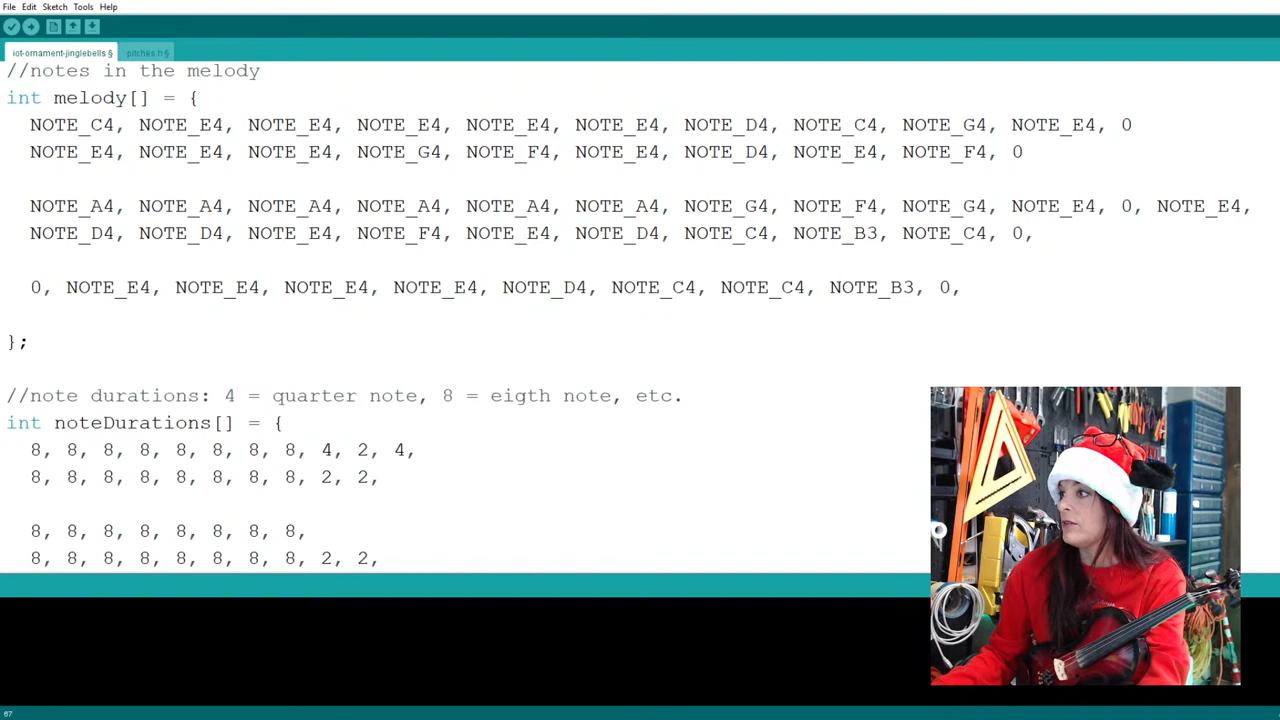 File Edit Sketch Tools Help
iot-ornament-jinglebells § pitches.h §
//notes in the melody
int melody[] = {
NOTE_C4, NOTE_E4, NOTE_E4, NOTE_E4, NOTE_E4, NOTE_E4, NOTE_D4, NOTE_C4, NOTE_G4, NOTE_E4, 0
NOTE_E4, NOTE_E4, NOTE_E4, NOTE_G4, NOTE_F4, NOTE_E4, NOTE_D4, NOTE_E4, NOTE_F4, 0
NOTE_A4, NOTE_A4, NOTE_A4, NOTE_A4, NOTE_A4, NOTE_A4, NOTE_G4, NOTE_F4, NOTE_G4, NOTE_E4, 0, NOTE_E4,
NOTE_D4, NOTE_D4, NOTE_E4, NOTE_F4, NOTE_E4, NOTE_D4, NOTE_C4, NOTE_B3, NOTE_C4, 0,
0, NOTE_E4, NOTE_E4, NOTE_E4, NOTE_E4, NOTE_D4, NOTE_C4, NOTE_C4, NOTE_B3, 0,
};
//note durations: 4 = quarter note, 8 = eigth note, etc.
int noteDurations[] = {
8, 8, 8, 8, 8, 8, 8, 8, 4, 2, 4,
8, 8, 8, 8, 8, 8, 8, 8, 2, 2,
8, 8, 8, 8, 8, 8, 8, 8,
8, 8, 8, 8, 8, 8, 8, 8, 2, 2,
67